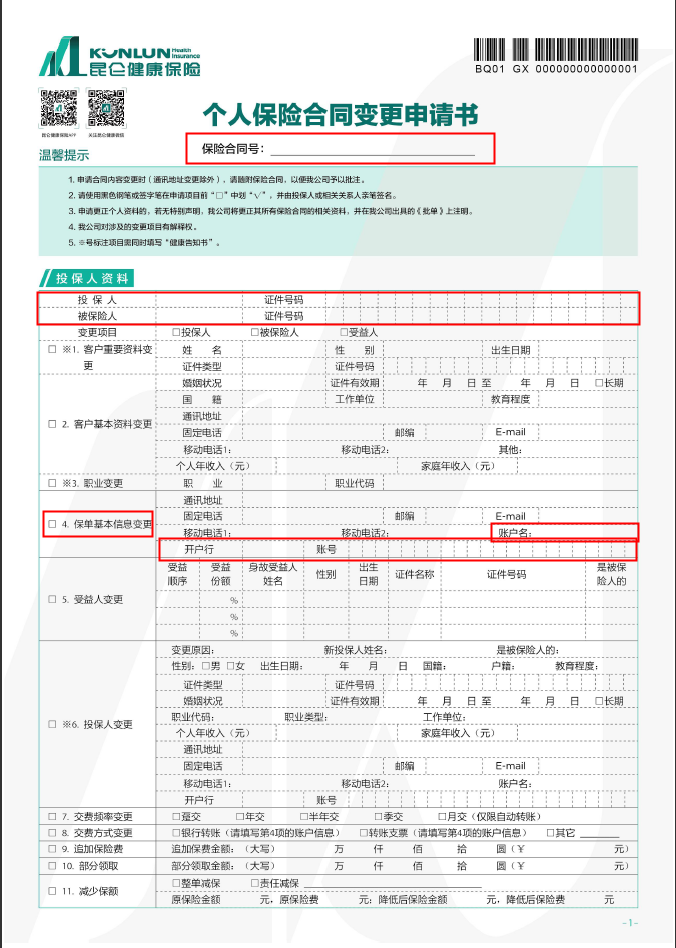 KUNLUN Health Insurance
昆仑健康保险
BQ01 GX 000000000000001
昆仑健康保险APP 关注昆仑健康微信
个人保险合同变更申请书
保险合同号：
温馨提示
1. 申请合同内容变更时（通讯地址变更除外），请随附保险合同，以便我公司予以批注。
2. 请使用黑色钢笔或签字笔在申请项目前“□”中划“√”，并由投保人或相关关系人亲笔签名。
3. 申请更正个人资料的，若无特别声明，我公司将更正其所有保险合同的相关资料，并在我公司出具的《批单》上注明。
4. 我公司对涉及的变更项目有解释权。
5. ※号标注项目需同时填写“健康告知书”。
投保人资料
投 保 人 证件号码
被保险人 证件号码
变更项目 □投保人 □被保险人 □受益人
□ ※1. 客户重要资料变更 姓 名 性 别 出生日期
证件类型 证件号码
□ 2. 客户基本资料变更 婚姻状况 证件有效期 年 月 日 至 年 月 日 □长期
国 籍 工作单位 教育程度
通讯地址
固定电话 邮编 E-mail
移动电话1： 移动电话2： 其他：
个人年收入（元） 家庭年收入（元）
□ ※3. 职业变更 职 业 职业代码
□ 4. 保单基本信息变更 通讯地址
固定电话 邮编 E-mail
移动电话1： 移动电话2： 账户名：
开户行 账号
□ 5. 受益人变更 受益顺序 受益份额 身故受益人姓名 性别 出生日期 证件名称 证件号码 是被保险人的
%
%
%
□ ※6. 投保人变更 变更原因： 新投保人姓名： 是被保险人的：
性别：□男 □女 出生日期： 年 月 日 国籍： 户籍： 教育程度：
证件类型 证件号码
婚姻状况 证件有效期 年 月 日 至 年 月 日 □长期
职业代码： 职业类型： 工作单位：
个人年收入（元） 家庭年收入（元）
通讯地址
固定电话 邮编 E-mail
移动电话1： 移动电话2： 账户名：
开户行 账号
□ 7. 交费频率变更 □趸交 □年交 □半年交 □季交 □月交（仅限自动转账）
□ 8. 交费方式变更 □银行转账（请填写第4项的账户信息） □转账支票（请填写第4项的账户信息） □其它
□ 9. 追加保险费 追加保费金额：（大写） 万 仟 佰 拾 圆（￥ 元）
□ 10. 部分领取 部分领取金额：（大写） 万 仟 佰 拾 圆（￥ 元）
□ 11. 减少保额 □整单减保 □责任减保
原保险金额 元，原保险费 元；降低后保险金额 元，降低后保险费 元
-1-